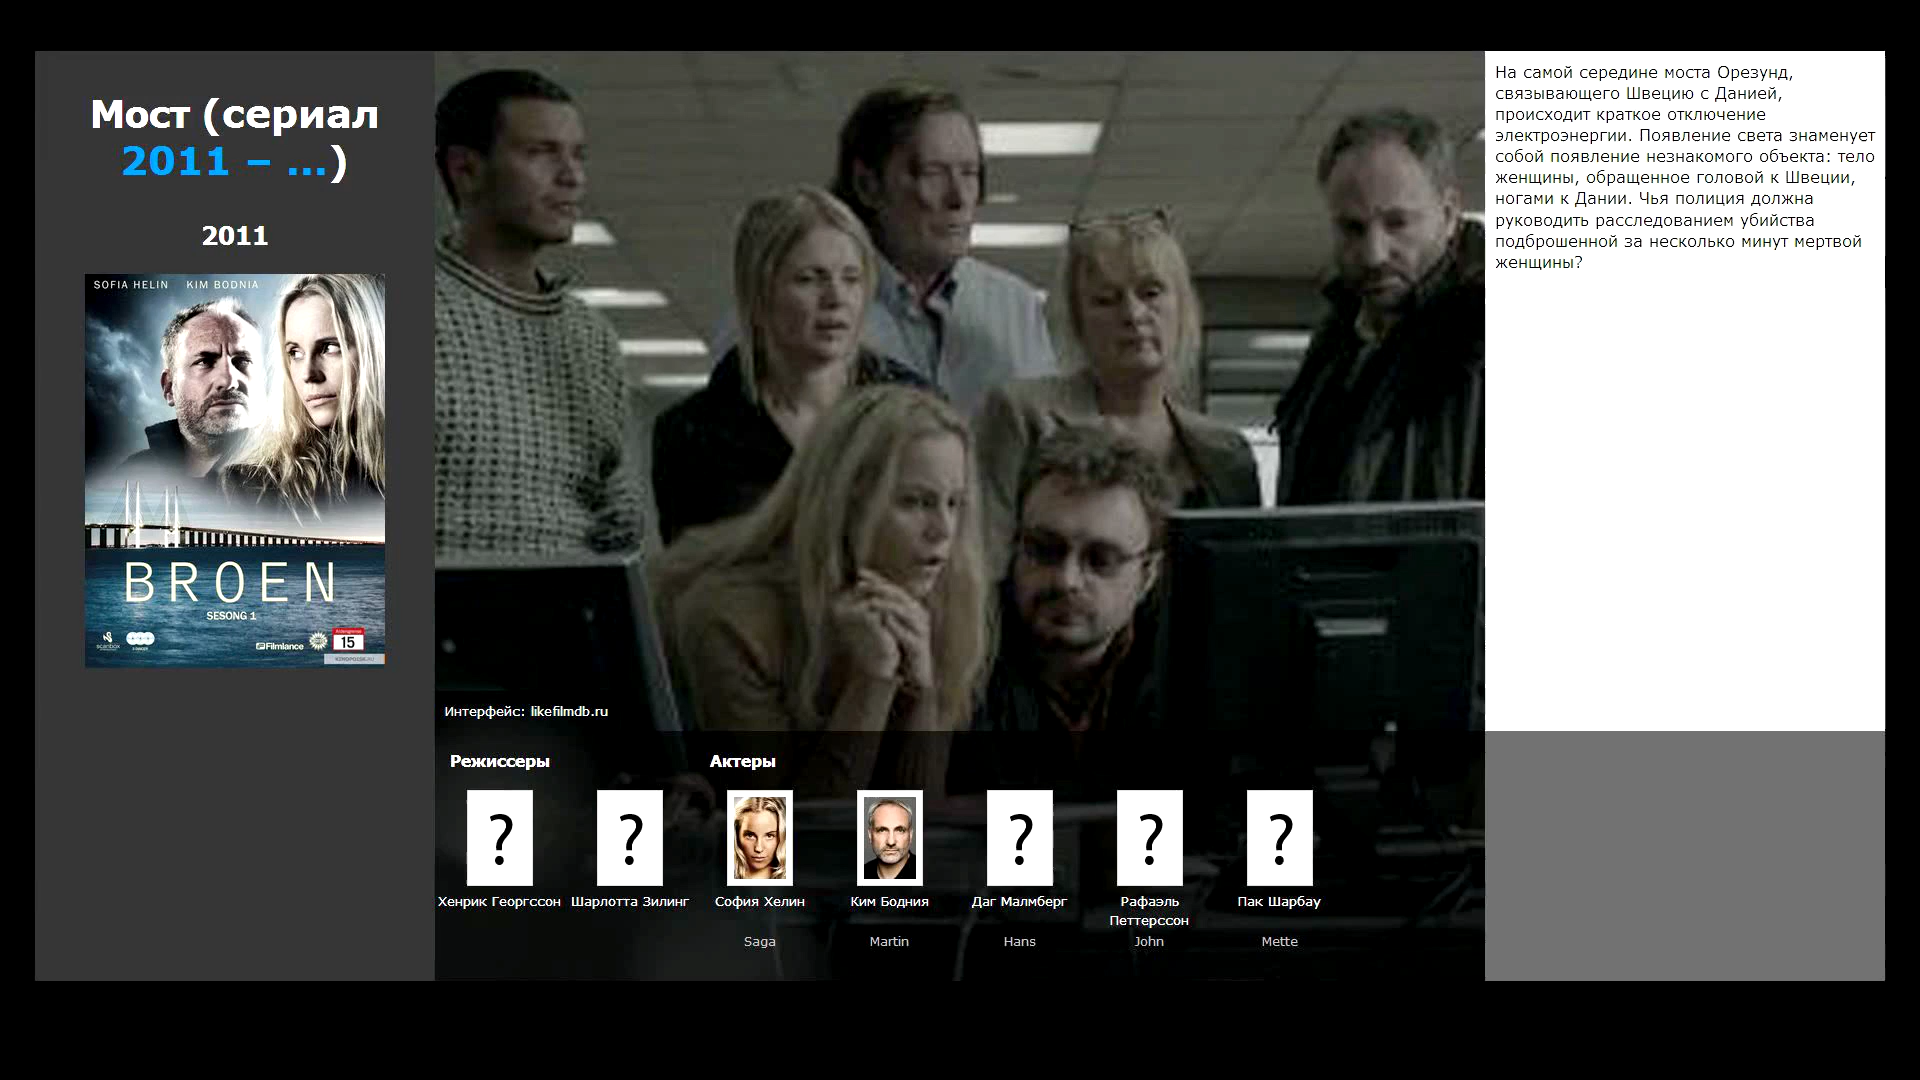 Мост (сериал
2011 – ...)
2011
SOFIA HELIN KIM BODNIA
BROEN
SESONG 1
scanbox
Filmlance
15
KINOPOISK.RU
На самой середине моста Орезунд,
связывающего Швецию с Данией,
происходит краткое отключение
электроэнергии. Появление света знаменует
собой появление незнакомого объекта: тело
женщины, обращенное головой к Швеции,
ногами к Дании. Чья полиция должна
руководить расследованием убийства
подброшенной за несколько минут мертвой
женщины?
Интерфейс: likefilmdb.ru
Режиссеры
Актеры
? ? ? ? ?
Хенрик Георгссон Шарлотта Зилинг София Хелин Ким Бодния Даг Малмберг Рафаэль Пак Шарбау
Петтерссон
Saga Martin Hans John Mette